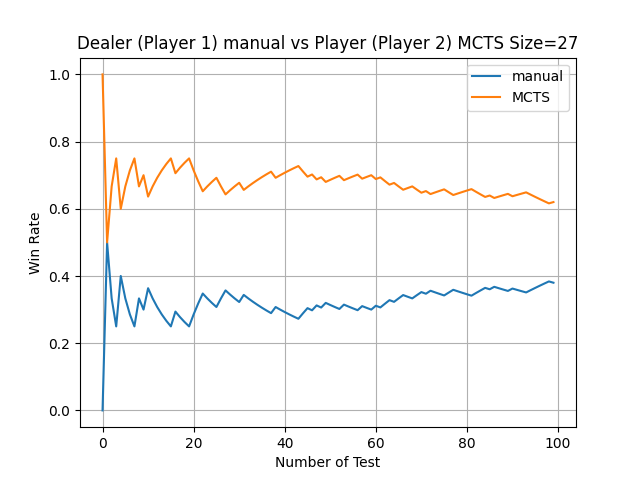 Dealer (Player 1) manual vs Player (Player 2) MCTS Size=27
manual
MCTS
1.0
0.8
0.6
0.4
0.2
0.0
Win Rate
0 20 40 60 80 100
Number of Test